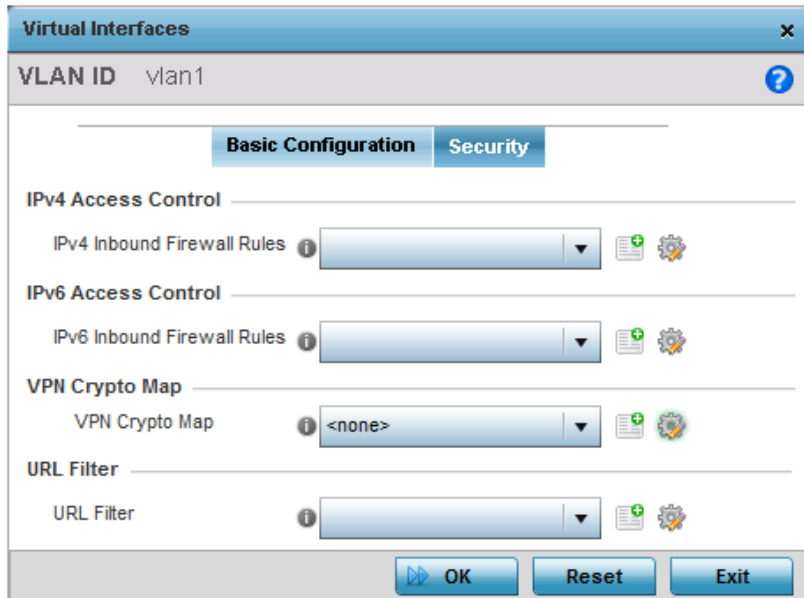 Virtual Interfaces
VLAN ID vlan1
Basic Configuration Security
IPv4 Access Control
IPv4 Inbound Firewall Rules
IPv6 Access Control
IPv6 Inbound Firewall Rules
VPN Crypto Map
VPN Crypto Map <none>
URL Filter
URL Filter
OK Reset Exit